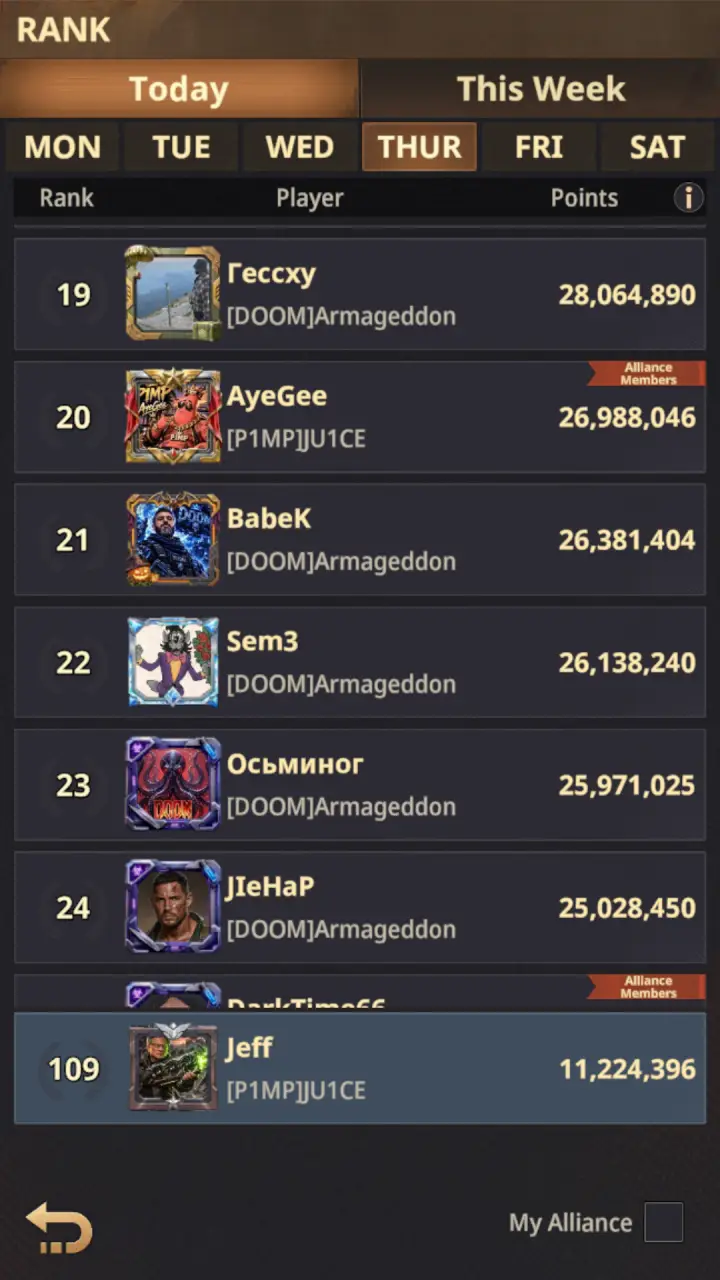 RANK
Today
This Week
MON
TUE
WED
THUR
FRI
SAT
Rank
Player
Points
19
Гессху
[DOOM]Armageddon
28,064,890
Alliance
Members
20
AyeGee
[P1MP]JU1CE
26,988,046
21
BabeK
[DOOM]Armageddon
26,381,404
22
Sem3
[DOOM]Armageddon
26,138,240
23
Осьминог
DOOM
[DOOM]Armageddon
25,971,025
24
JIeHaP
[DOOM]Armageddon
25,028,450
Alliance
Members
DarkTime66
109
Jeff
[P1MP]JU1CE
11,224,396
My Alliance